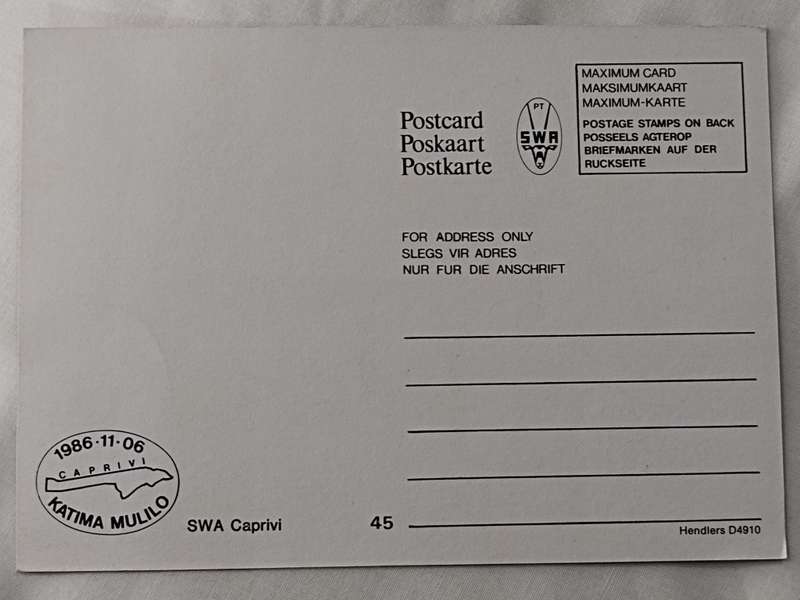 MAXIMUM CARD
MAKSIMUMKAART
MAXIMUM-KARTE
POSTAGE STAMPS ON BACK
POSSEELS AGTEROP
BRIEFMARKEN AUF DER
RUCKSEITE
Postcard
Poskaart
Postkarte
PT
SWA
FOR ADDRESS ONLY
SLEGS VIR ADRES
NUR FUR DIE ANSCHRIFT
1986·11·06
CAPRIVI
KATIMA MULILO
SWA Caprivi
45
Hendlers D4910